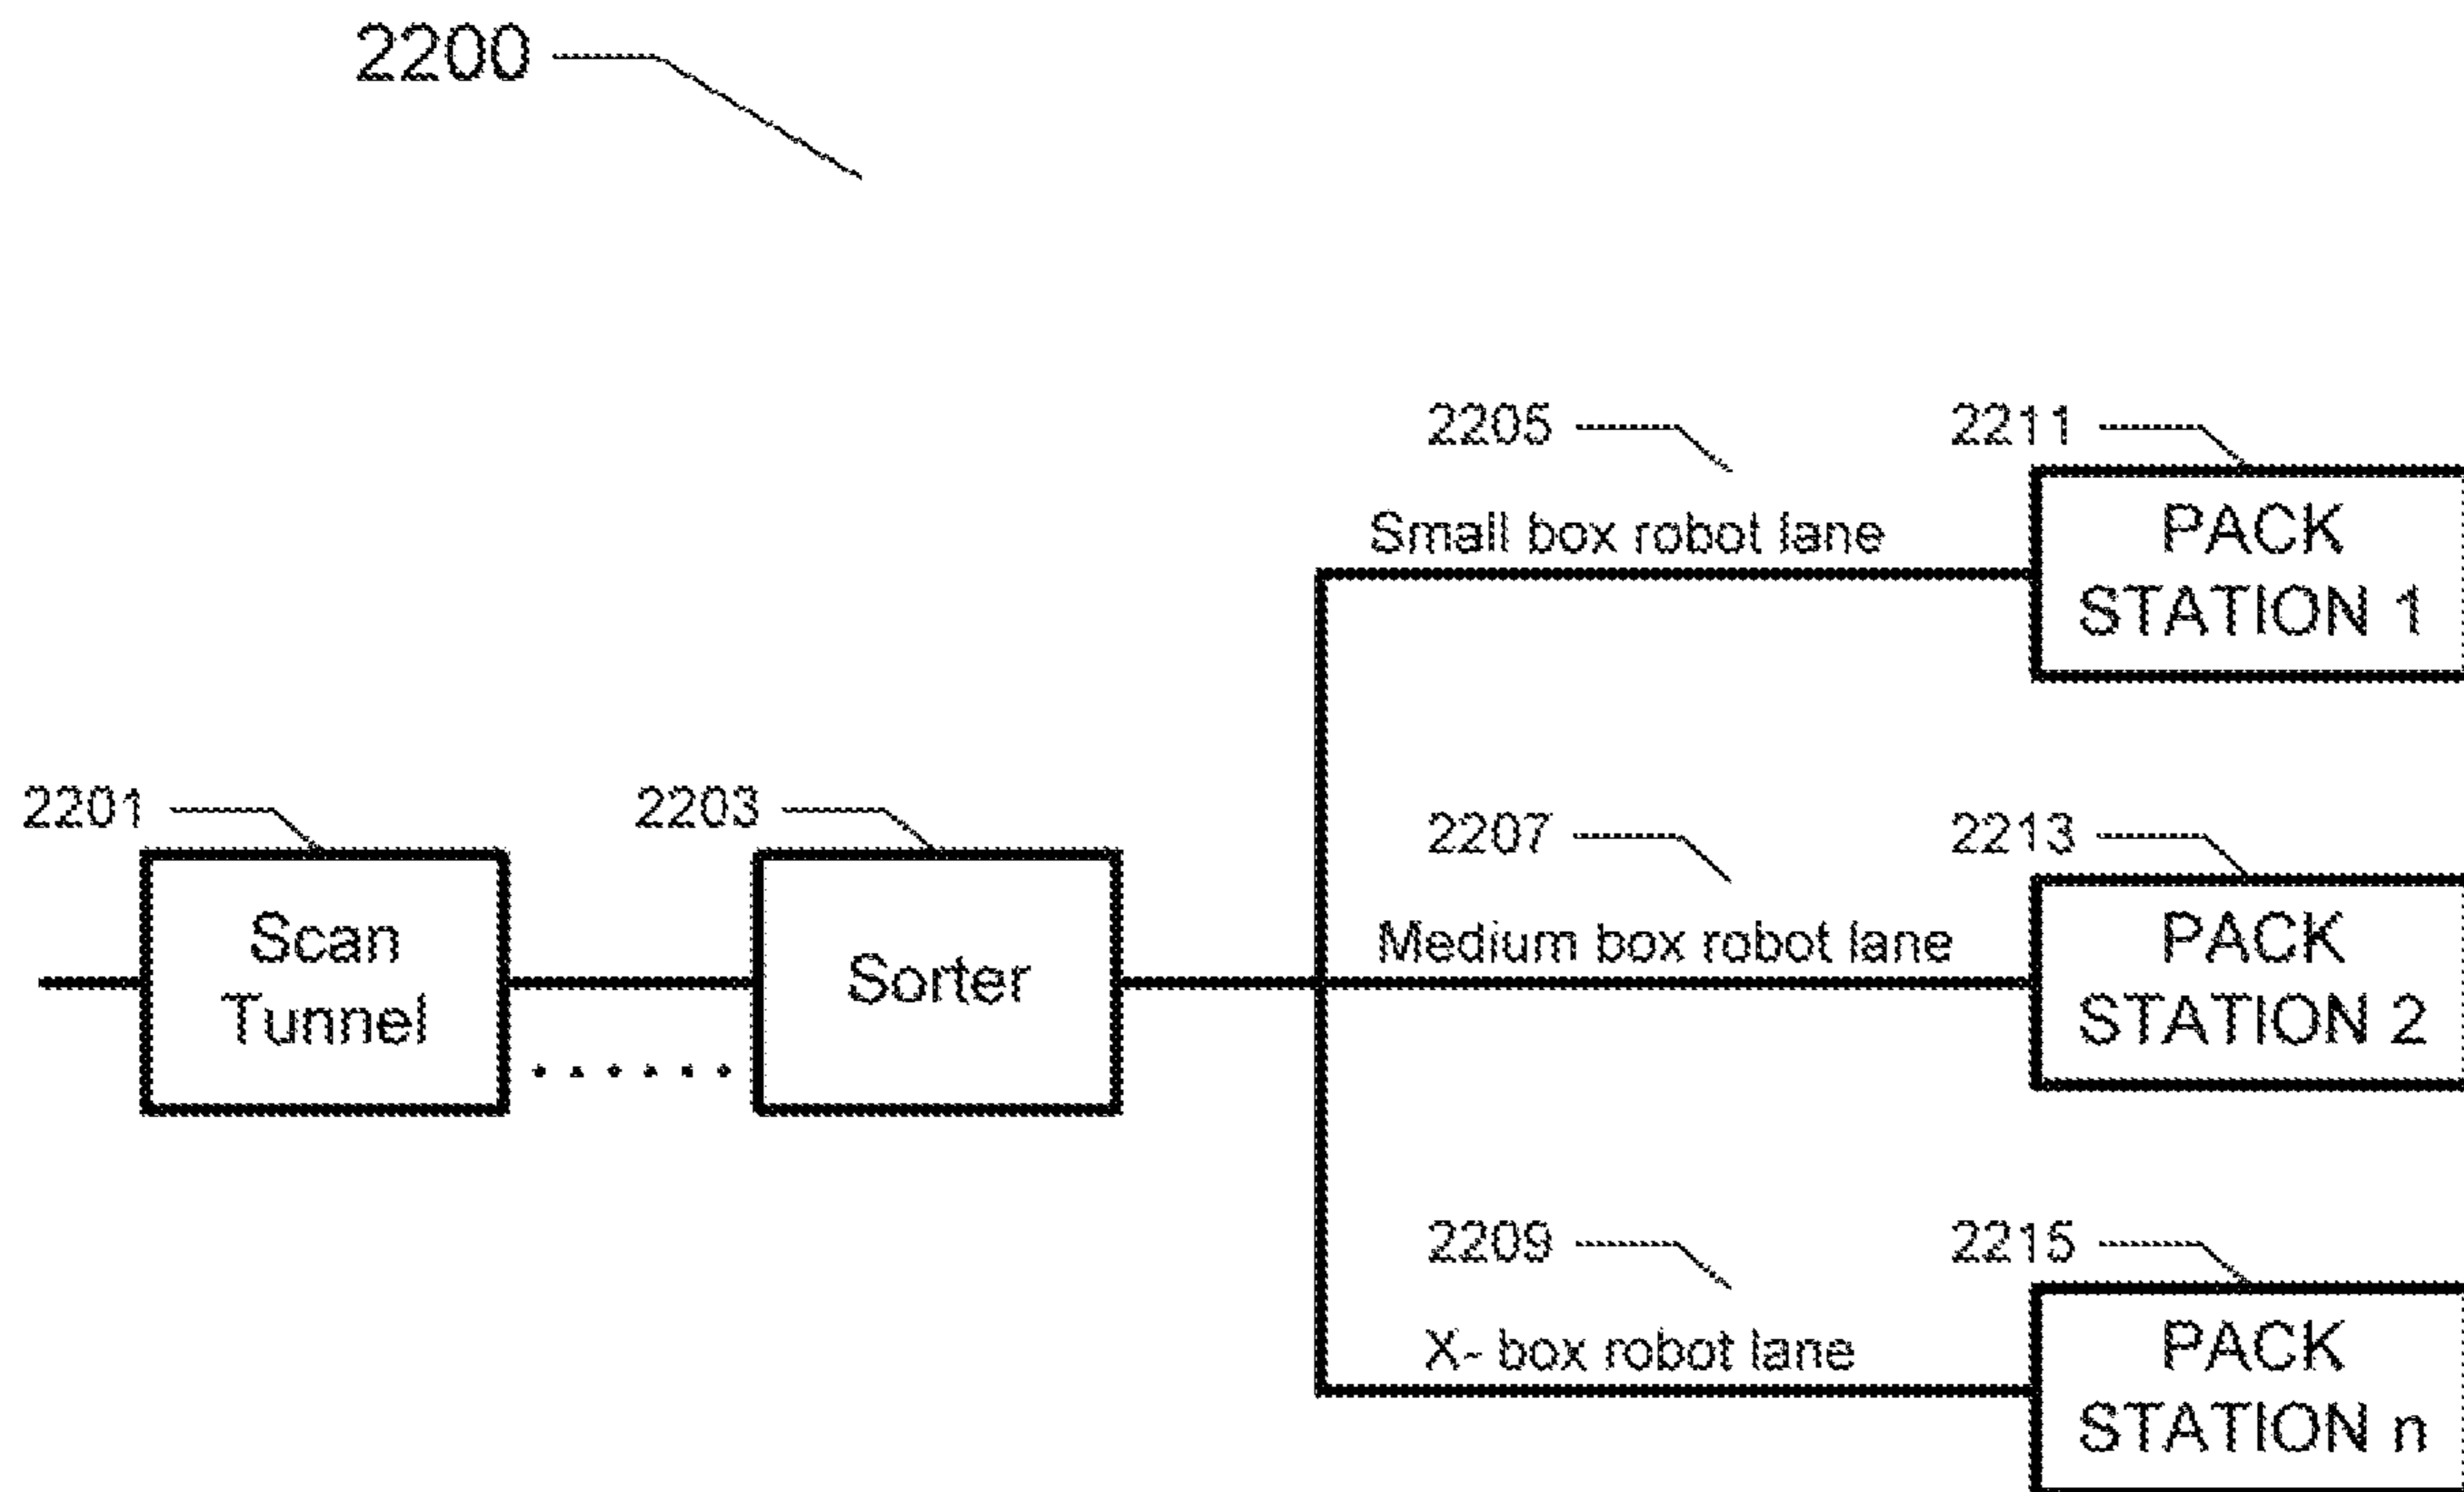 2200
2205
2211
Small box robot lane
PACK
STATION 1
2201
2203
2207
2213
Scan
Tunnel
Sorter
Medium box robot lane
PACK
STATION 2
2209
2215
X- box robot lane
PACK
STATION n